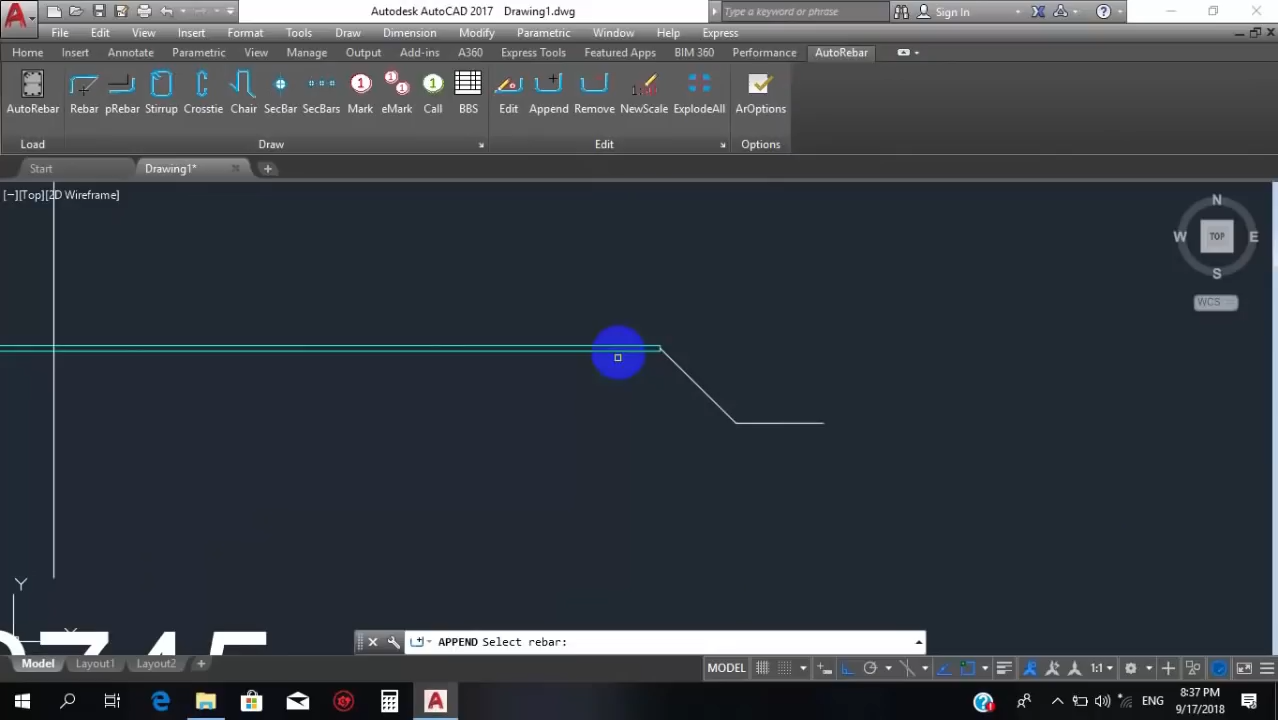 Autodesk AutoCAD 2017 Drawing1.dwg
Type a keyword or phrase
Sign In
File Edit View Insert Format Tools Draw Dimension Modify Parametric Window Help Express
Home Insert Annotate Parametric View Manage Output Add-ins A360 Express Tools Featured Apps BIM 360 Performance AutoRebar
AutoRebar Rebar pRebar Stirrup Crosstie Chair SecBar SecBars Mark eMark Call BBS Edit Append Remove NewScale ExplodeAll ArOptions
Load Draw Edit Options
Start Drawing1*
[−][Top][2D Wireframe]
N
W TOP E
S
WCS
Y
APPEND Select rebar:
Model Layout1 Layout2
MODEL 1:1
ENG
8:37 PM
9/17/2018